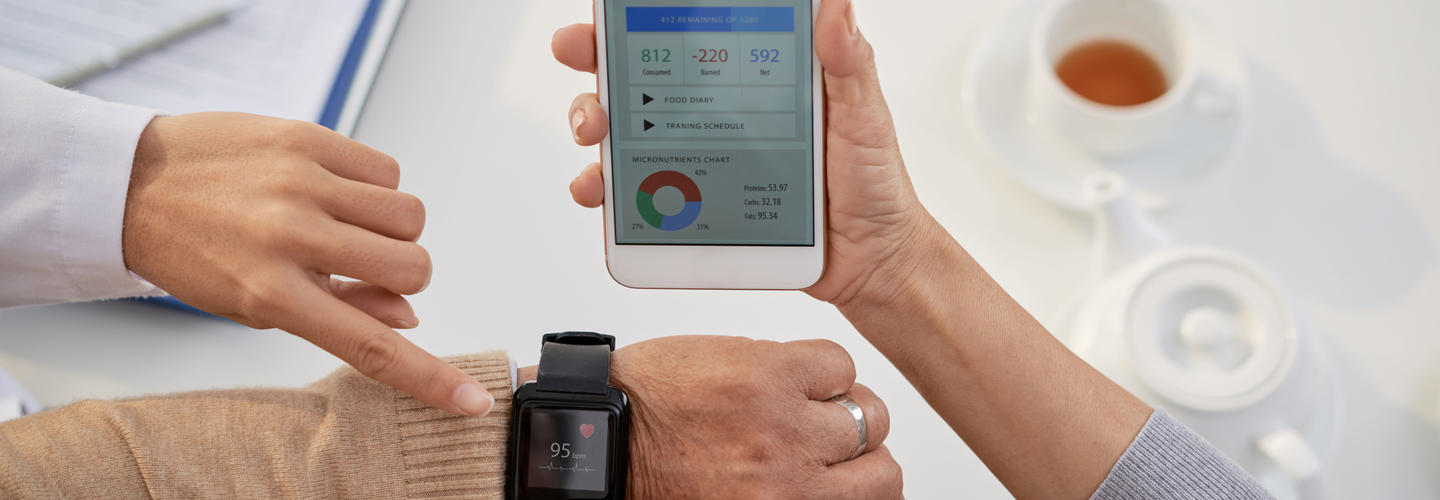 412 REMAINING OF 1200
812 -220 592
Consumed Burned Net
FOOD DIARY
TRANING SCHEDULE
MICRONUTRIENTS CHART
42%
Proteins: 53.97
Carbs: 32.18
Fats: 95.34
27% 31%
95 bpm